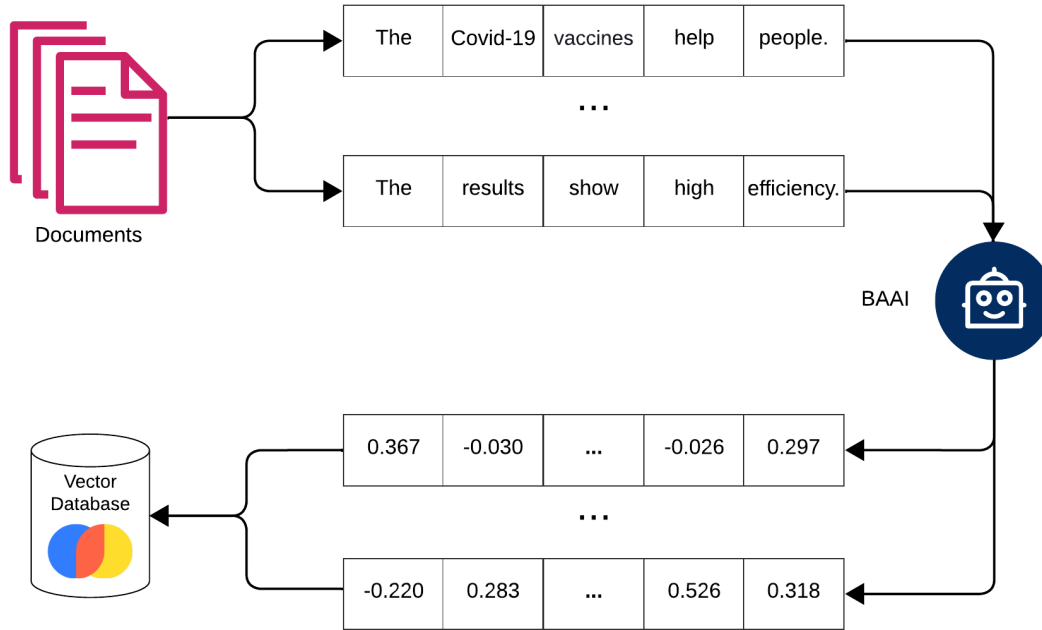 The Covid-19 vaccines help people.
...
The results show high efficiency.
Documents
BAAI
0.367 -0.030 ... -0.026 0.297
...
-0.220 0.283 ... 0.526 0.318
Vector
Database